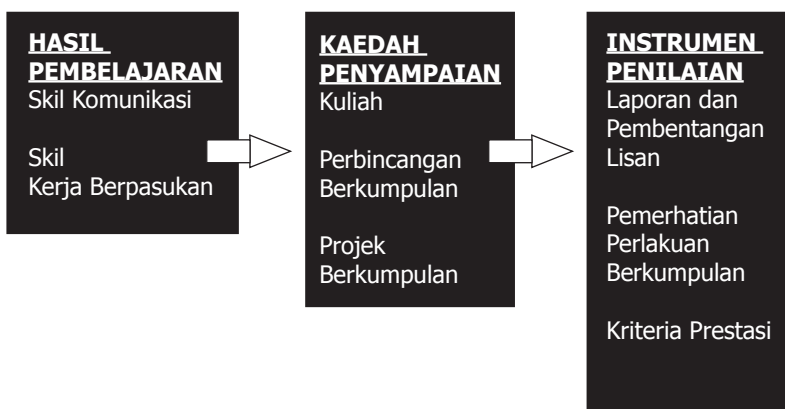 HASIL
PEMBELAJARAN
Skil Komunikasi
Skil
Kerja Berpasukan
KAEDAH
PENYAMPAIAN
Kuliah
Perbincangan
Berkumpulan
Projek
Berkumpulan
INSTRUMEN
PENILAIAN
Laporan dan
Pembentangan
Lisan
Pemerhatian
Perlakuan
Berkumpulan
Kriteria Prestasi